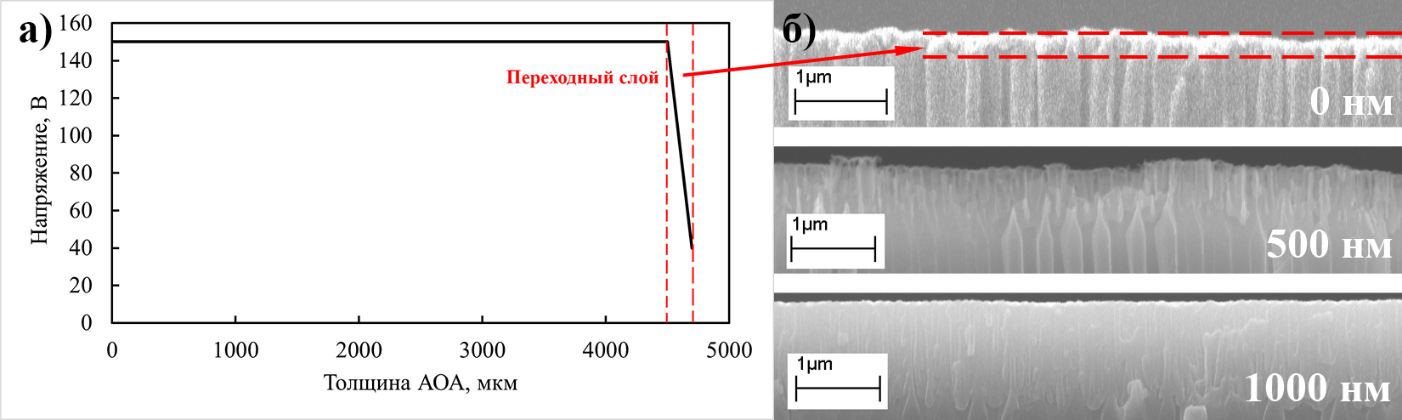 а)
160
140
120
100
80
60
40
20
0
Напряжение, В
0 1000 2000 3000 4000 5000
Толщина АОА, мкм
Переходный слой
б)
1µm
0 нм
1µm
500 нм
1µm
1000 нм